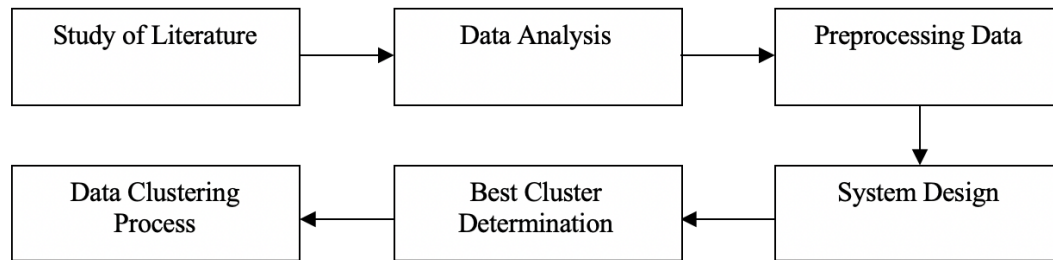 Study of Literature
Data Analysis
Preprocessing Data
System Design
Best Cluster
Determination
Data Clustering
Process